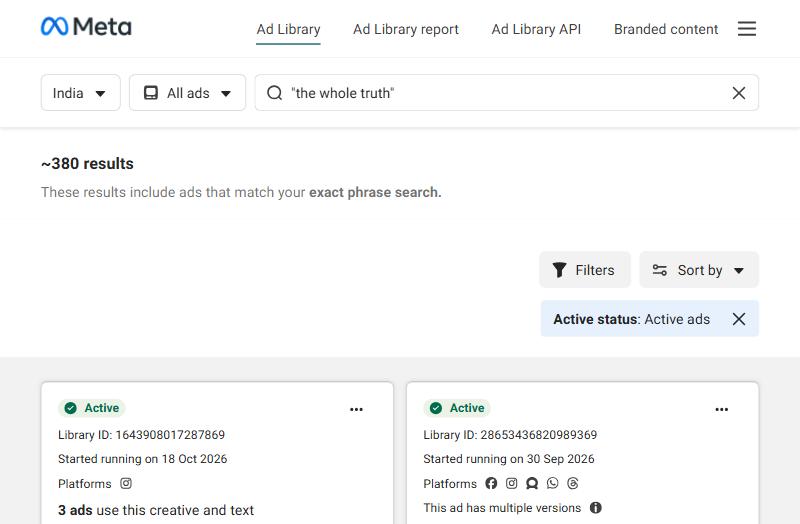 Meta
Ad Library Ad Library report Ad Library API Branded content
India All ads "the whole truth"
~380 results
These results include ads that match your exact phrase search.
Filters Sort by
Active status: Active ads
Active
Library ID: 1643908017287869
Started running on 18 Oct 2026
Platforms
3 ads use this creative and text
Active
Library ID: 28653436820989369
Started running on 30 Sep 2026
Platforms
This ad has multiple versions